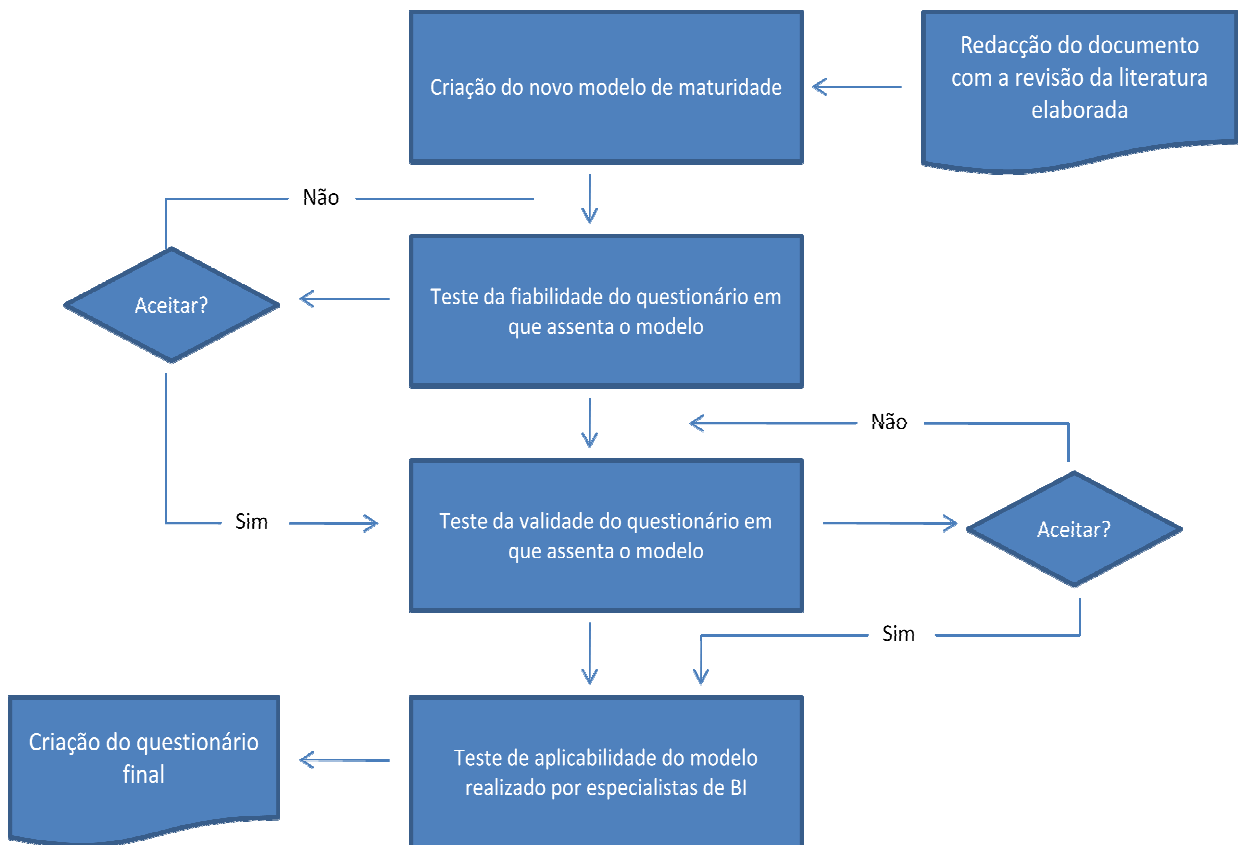 Criação do novo modelo de maturidade
Redacção do documento
com a revisão da literatura
elaborada
Não
Aceitar?
Teste da fiabilidade do questionário em
que assenta o modelo
Não
Sim
Teste da validade do questionário em
que assenta o modelo
Aceitar?
Sim
Criação do questionário
final
Teste de aplicabilidade do modelo
realizado por especialistas de BI